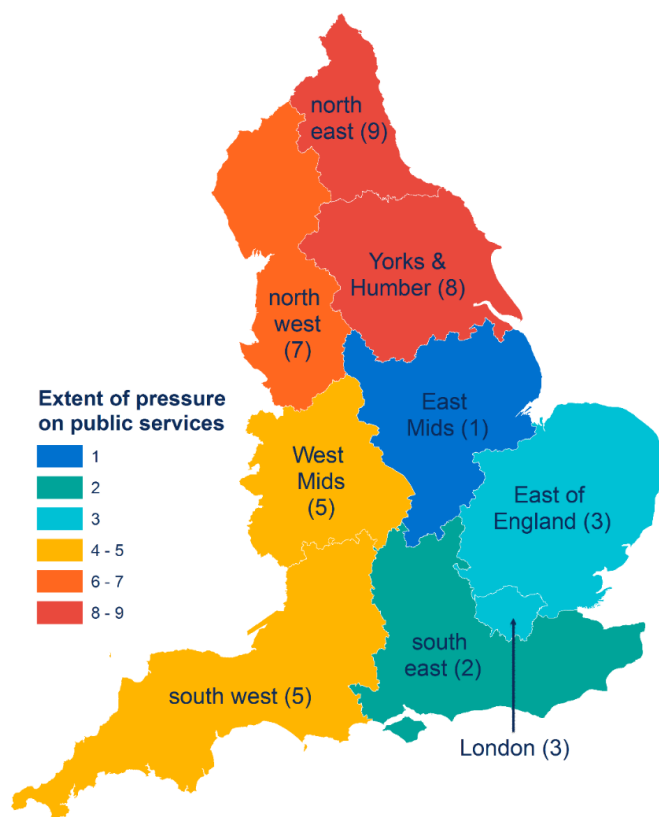 north
east (9)
Yorks &
Humber (8)
north
west
(7)
Extent of pressure
on public services
1
2
3
4 - 5
6 - 7
8 - 9
East
Mids (1)
West
Mids
(5)
East of
England (3)
south
east (2)
south west (5)
London (3)